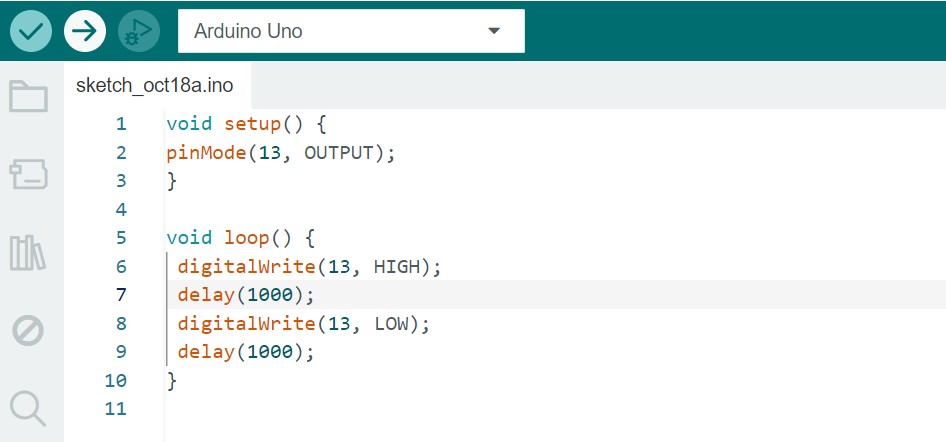 Arduino Uno
sketch_oct18a.ino
1 void setup() {
2 pinMode(13, OUTPUT);
3 }
4
5 void loop() {
6 digitalWrite(13, HIGH);
7 delay(1000);
8 digitalWrite(13, LOW);
9 delay(1000);
10 }
11